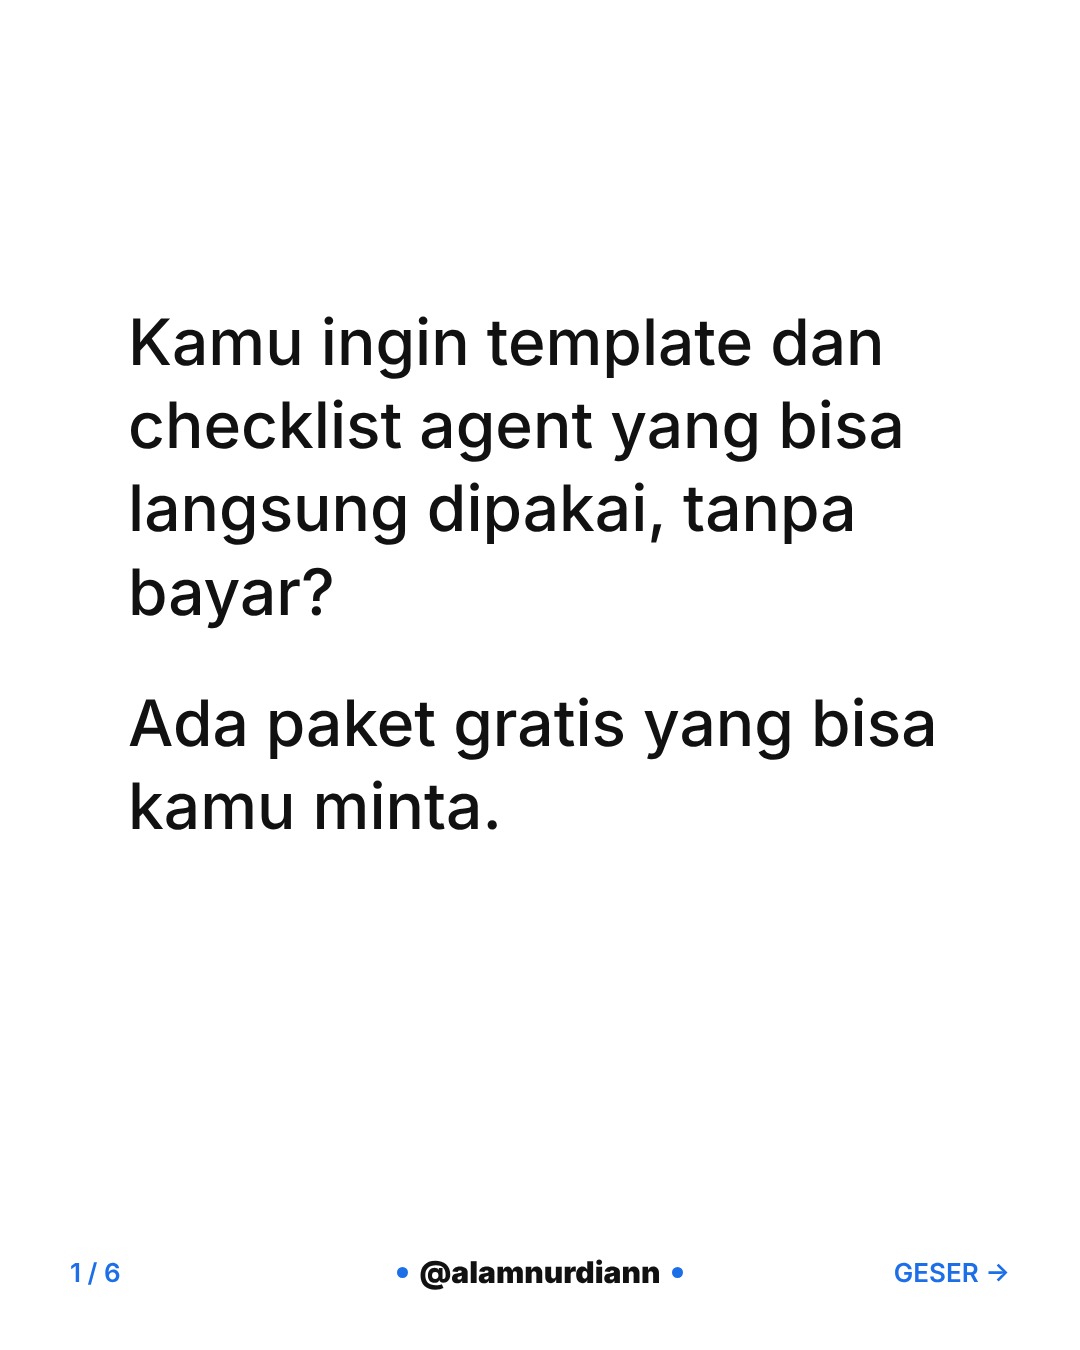 Kamu ingin template dan
checklist agent yang bisa
langsung dipakai, tanpa
bayar?
Ada paket gratis yang bisa
kamu minta.
1 / 6
• @alamnurdiann •
GESER →